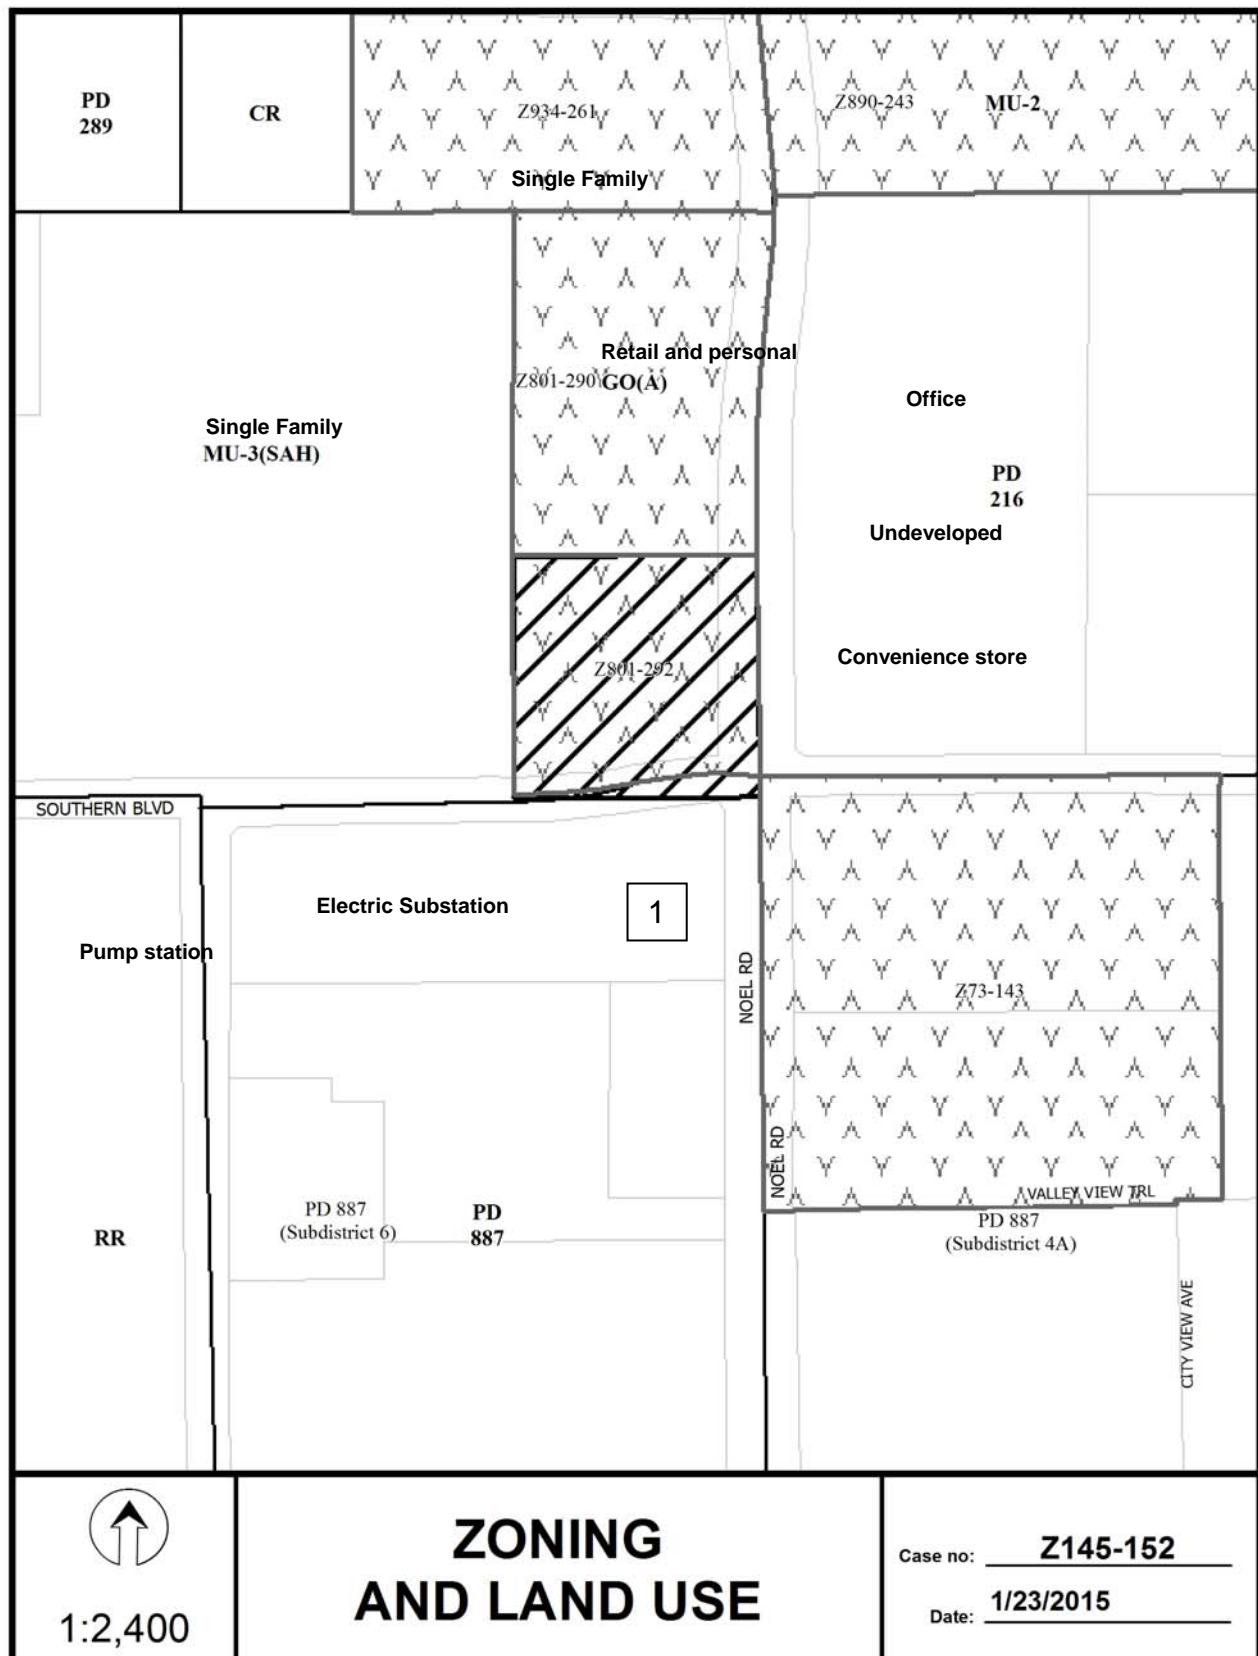 PD
289
CR
Z934-261
Z890-243
MU-2
Single Family
Retail and personal
Z801-290
GO(A)
Single Family
MU-3(SAH)
Office
PD
216
Undeveloped
Convenience store
Z801-292
SOUTHERN BLVD
Electric Substation
1
Pump station
NOEL RD
Z73-143
NOEL RD
VALLEY VIEW TRL
PD 887
(Subdistrict 6)
PD
887
RR
PD 887
(Subdistrict 4A)
CITY VIEW AVE
1:2,400
ZONING
AND LAND USE
Case no: Z145-152
Date: 1/23/2015